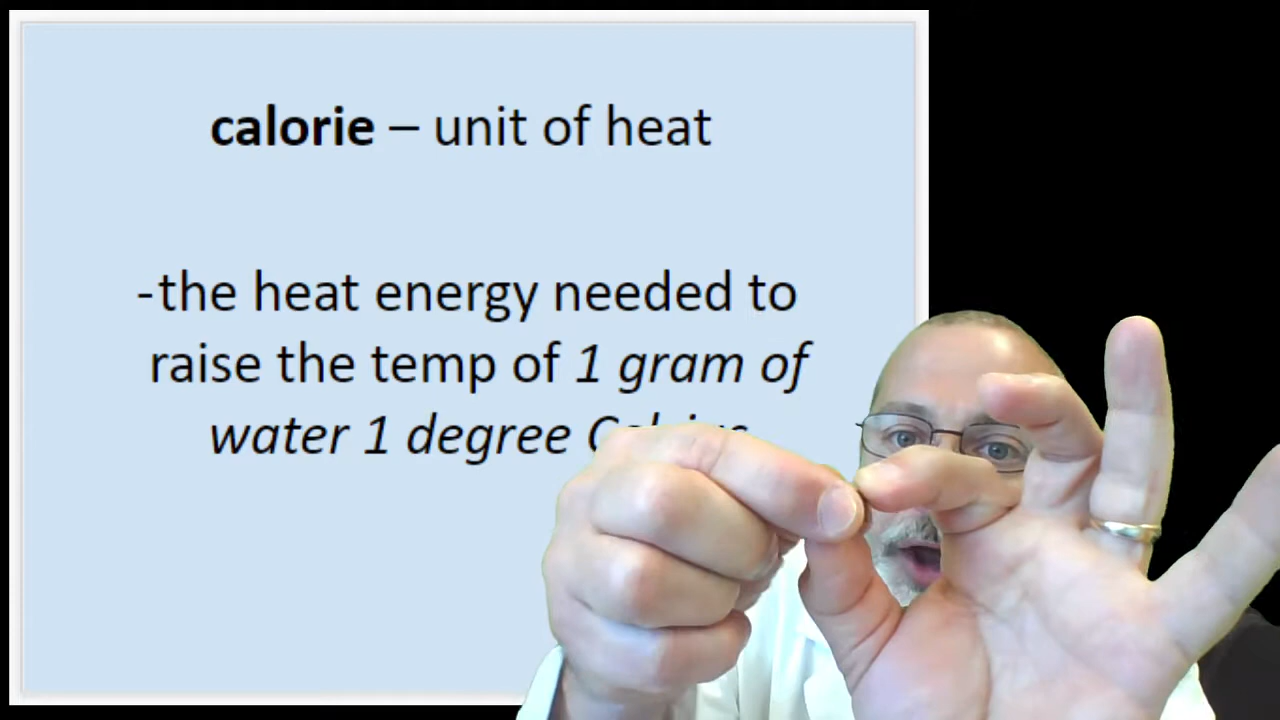 calorie – unit of heat
-the heat energy needed to
raise the temp of 1 gram of
water 1 degree